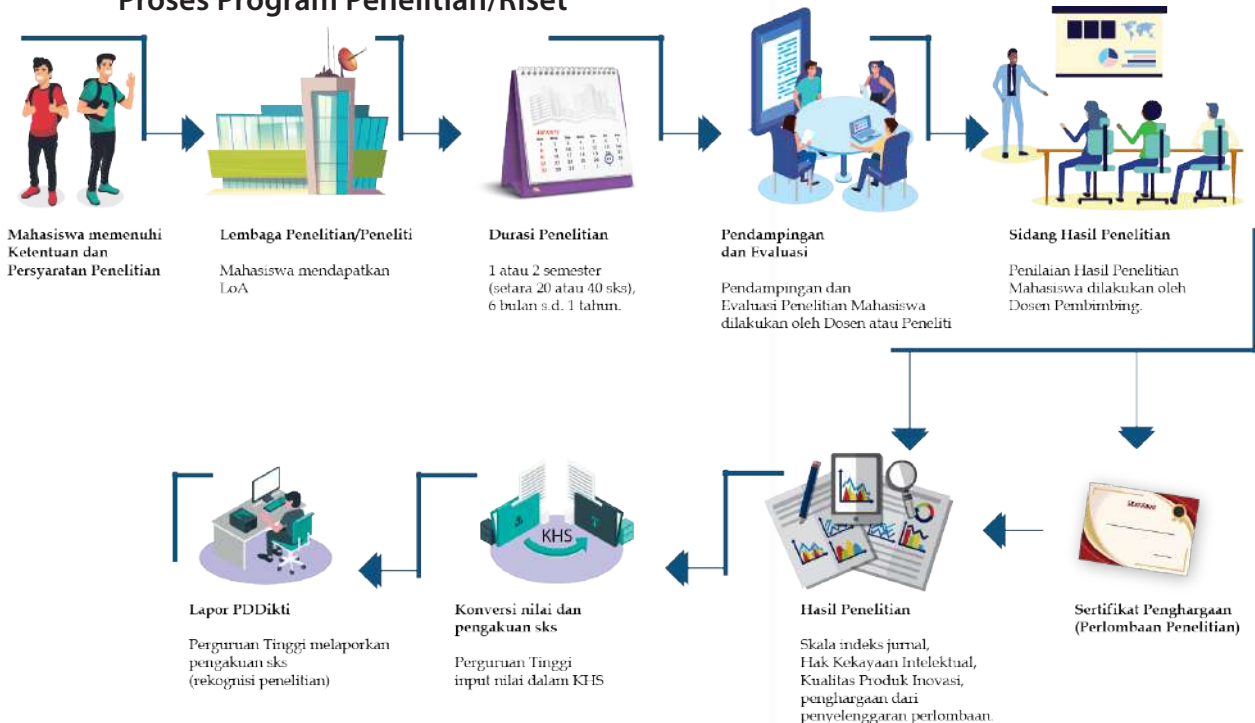 Proses Program Penelitian/Riset
Mahasiswa memenuhi
Ketentuan dan
Persyaratan Penelitian
Lembaga Penelitian/Peneliti
Mahasiswa mendapatkan
LoA
Durasi Penelitian
1 atau 2 semester
(setara 20 atau 40 sks),
6 bulan s.d. 1 tahun.
Pendampingan
dan Evaluasi
Pendampingan dan
Evaluasi Penelitian Mahasiswa
dilakukan oleh Dosen atau Peneliti
Sidang Hasil Penelitian
Penilaian Hasil Penelitian
Mahasiswa dilakukan oleh
Dosen Pembimbing.
KHS
Lapor PDDikti
Perguruan Tinggi melaporkan
pengakuan sks
(rekognisi penelitian)
Konversi nilai dan
pengakuan sks
Perguruan Tinggi
input nilai dalam KHS
Hasil Penelitian
Skala indeks jurnal,
Hak Kekayaan Intelektual,
Kualitas Produk Inovasi,
penghargaan dari
penyelenggaran perlombaan.
Sertifikat Penghargaan
(Perlombaan Penelitian)